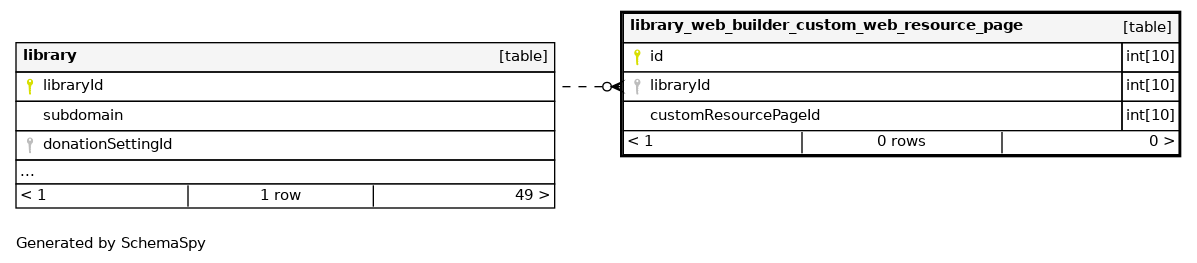 library [table]
libraryId
subdomain
donationSettingId
...
< 1 1 row 49 >
library_web_builder_custom_web_resource_page [table]
id int[10]
libraryId int[10]
customResourcePageId int[10]
< 1 0 rows 0 >
Generated by SchemaSpy